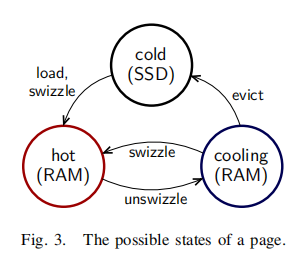 cold
(SSD)
load,
swizzle
evict
hot
(RAM)
swizzle
cooling
(RAM)
unswizzle
Fig. 3. The possible states of a page.